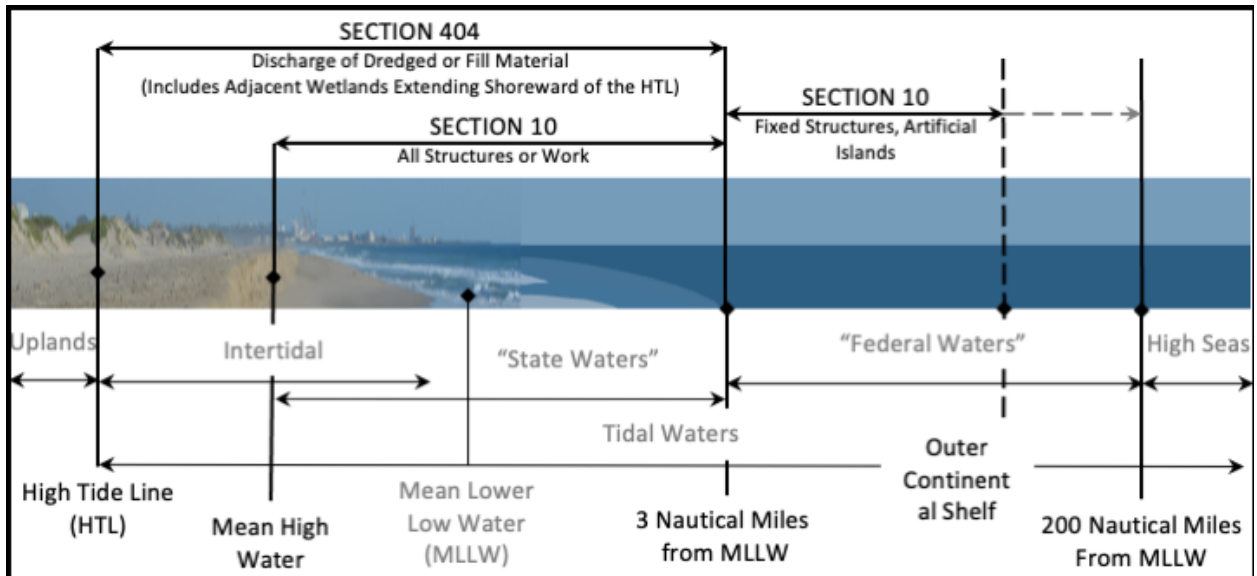 SECTION 404
Discharge of Dredged or Fill Material
(Includes Adjacent Wetlands Extending Shoreward of the HTL)
SECTION 10
All Structures or Work
SECTION 10
Fixed Structures, Artificial
Islands
Uplands
Intertidal
"State Waters"
"Federal Waters"
High Seas
Tidal Waters
High Tide Line
(HTL)
Mean High
Water
Mean Lower
Low Water
(MLLW)
3 Nautical Miles
from MLLW
Outer
Continent
al Shelf
200 Nautical Miles
From MLLW